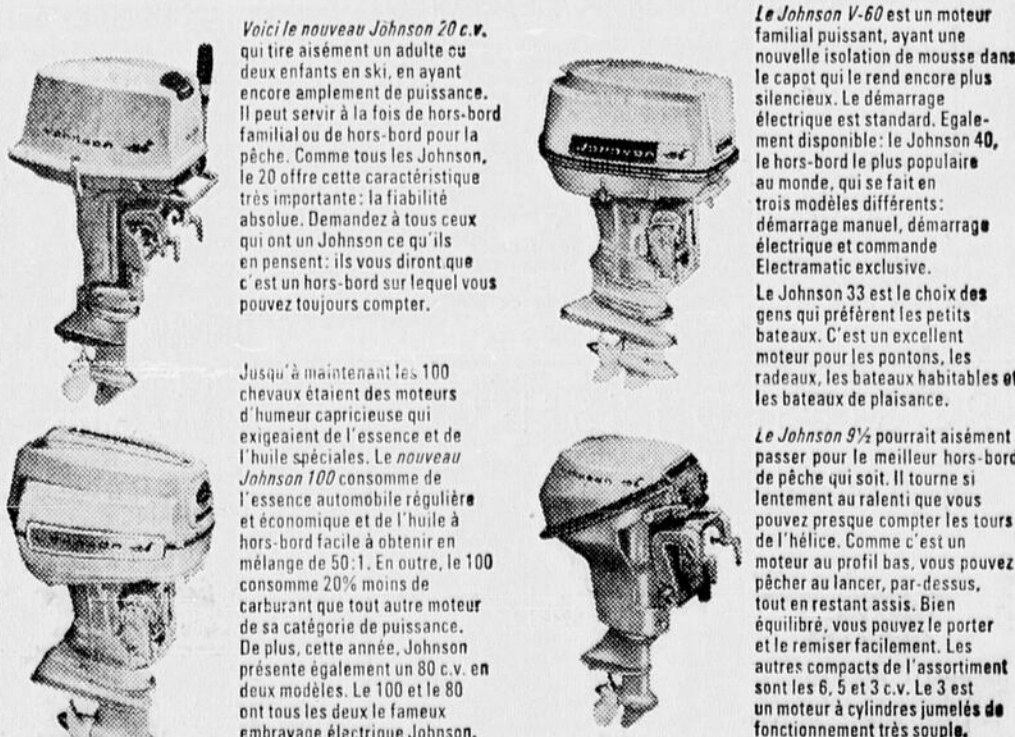 Voici le nouveau Johnson 20 c.v.
qui tire aisément un adulte ou
deux enfants en ski, en ayant
encore amplement de puissance.
Il peut servir à la fois de hors-bord
familial ou de hors-bord pour la
pêche. Comme tous les Johnson,
le 20 offre cette caractéristique
très importante: la fiabilité
absolue. Demandez à tous ceux
qui ont un Johnson ce qu'ils
en pensent: ils vous diront que
c'est un hors-bord sur lequel vous
pouvez toujours compter.
Jusqu'à maintenant les 100
chevaux étaient des moteurs
d'humeur capricieuse qui
exigeaient de l'essence et de
l'huile spéciales. Le nouveau
Johnson 100 consomme de
l'essence automobile régulière
et économique et de l'huile à
hors-bord facile à obtenir en
mélange de 50:1. En outre, le 100
consomme 20% moins de
carburant que tout autre moteur
de sa catégorie de puissance.
De plus, cette année, Johnson
présente également un 80 c.v. en
deux modèles. Le 100 et le 80
ont tous les deux le fameux
embrayage électrique Johnson.
Le Johnson V-60 est un moteur
familial puissant, ayant une
nouvelle isolation de mousse dans
le capot qui le rend encore plus
silencieux. Le démarrage
électrique est standard. Egale-
ment disponible: le Johnson 40,
le hors-bord le plus populaire
au monde, qui se fait en
trois modèles différents:
démarrage manuel, démarrage
électrique et commande
Electramatic exclusive.
Le Johnson 33 est le choix des
gens qui préfèrent les petits
bateaux. C'est un excellent
moteur pour les pontons, les
radeaux, les bateaux habitables et
les bateaux de plaisance.
Le Johnson 9½ pourrait aisément
passer pour le meilleur hors-bord
de pêche qui soit. Il tourne si
lentement au ralenti que vous
pouvez presque compter les tours
de l'hélice. Comme c'est un
moteur au profil bas, vous pouvez
pêcher au lancer, par-dessus,
tout en restant assis. Bien
équilibré, vous pouvez le porter
et le remiser facilement. Les
autres compacts de l'assortiment
sont les 6, 5 et 3 c.v. Le 3 est
un moteur à cylindres jumelés de
fonctionnement très souple.
Johnson
Johnson
Johnson
Johnson